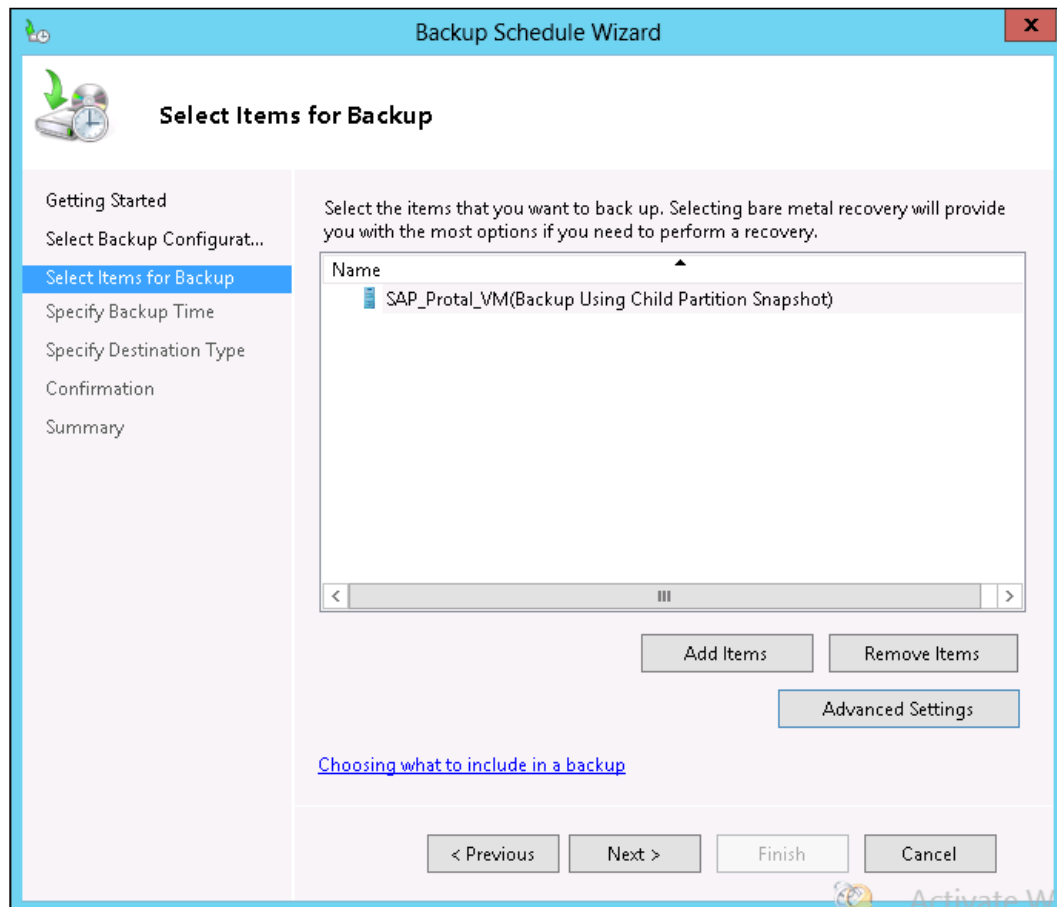 Backup Schedule Wizard
x
Select Items for Backup
Getting Started
Select Backup Configurat...
Select Items for Backup
Specify Backup Time
Specify Destination Type
Confirmation
Summary
Select the items that you want to back up. Selecting bare metal recovery will provide
you with the most options if you need to perform a recovery.
Name
SAP_Protal_VM(Backup Using Child Partition Snapshot)
Add Items
Remove Items
Advanced Settings
Choosing what to include in a backup
< Previous
Next >
Finish
Cancel
Activate W